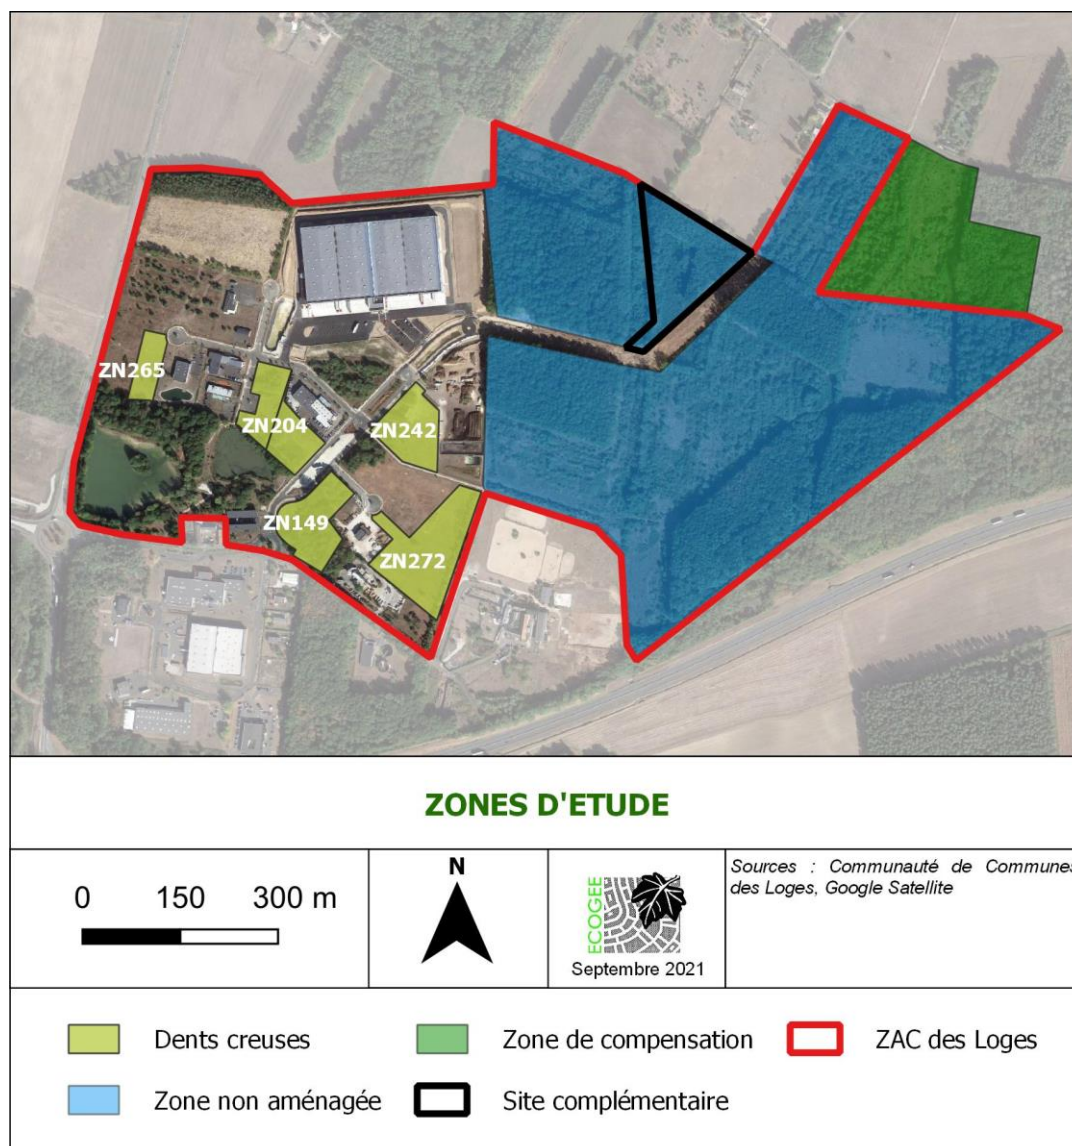 ZN265
ZN204
ZN242
ZN149
ZN272
ZONES D'ETUDE
0 150 300 m
N
ECOGEE
Septembre 2021
Sources : Communauté de Communes
des Loges, Google Satellite
Dents creuses
Zone de compensation
ZAC des Loges
Zone non aménagée
Site complémentaire